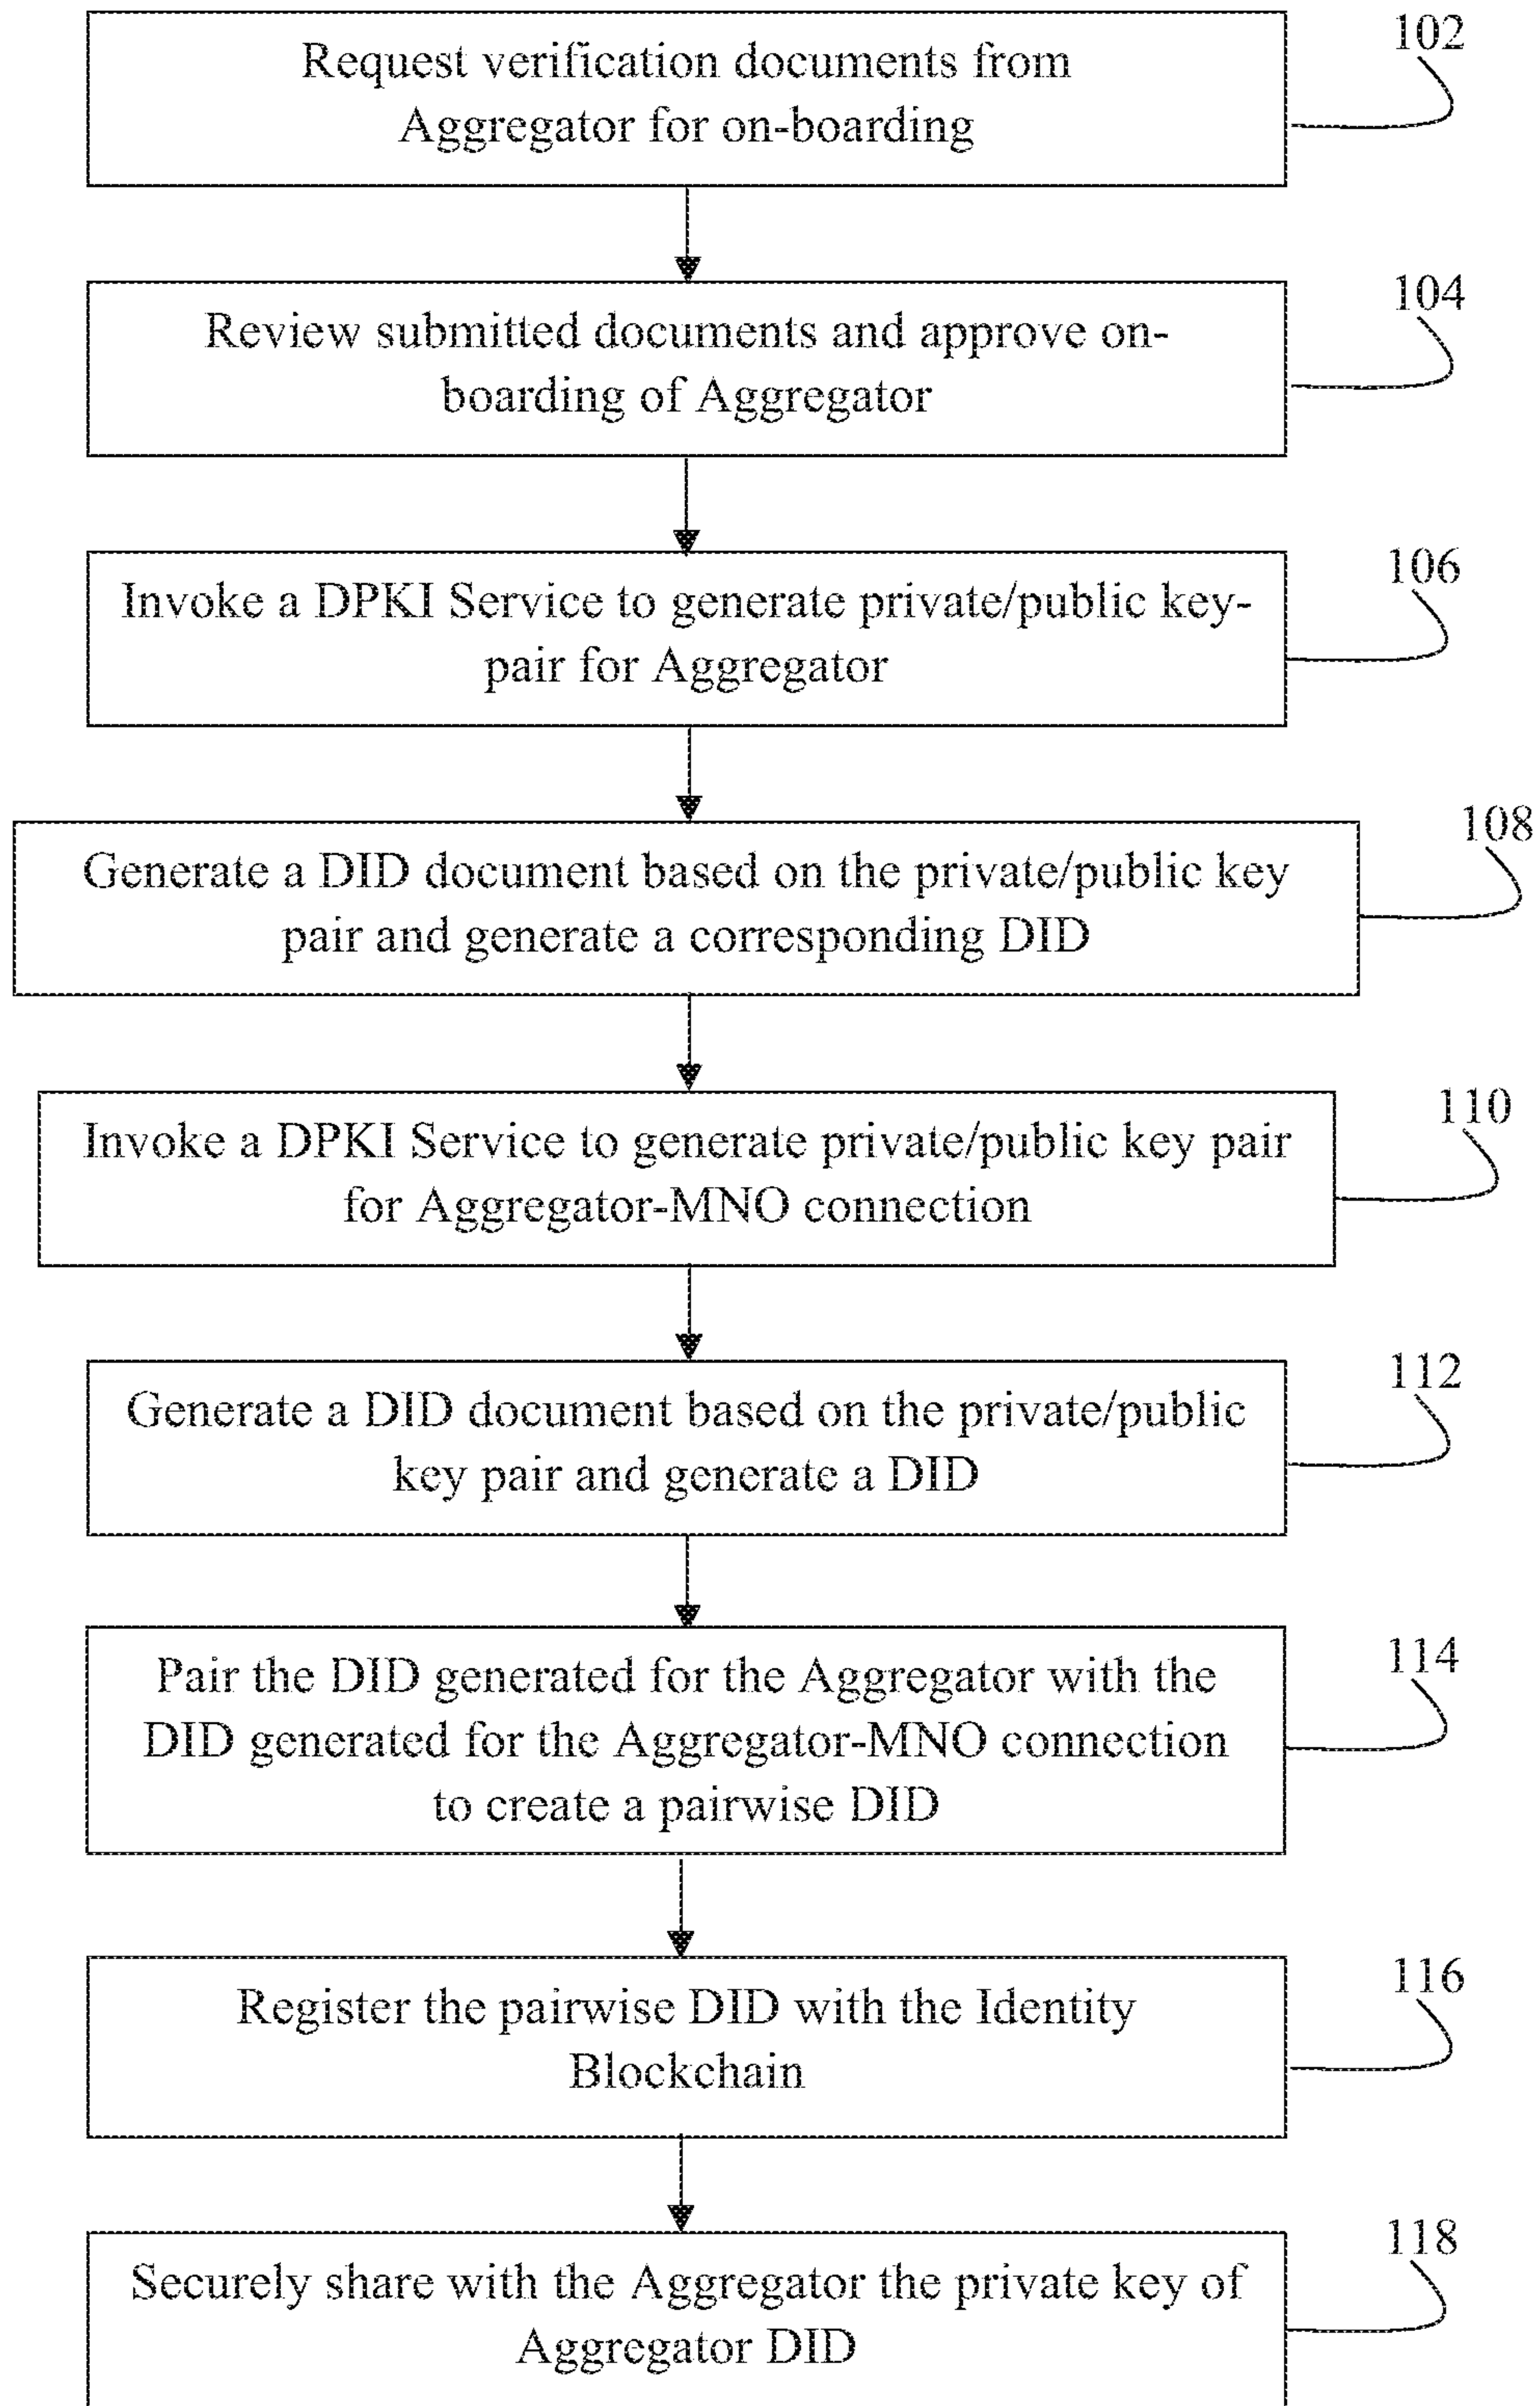 102
Request verification documents from
Aggregator for on-boarding
104
Review submitted documents and approve on-
boarding of Aggregator
106
Invoke a DPKI Service to generate private/public key-
pair for Aggregator
108
Generate a DID document based on the private/public key
pair and generate a corresponding DID
110
Invoke a DPKI Service to generate private/public key pair
for Aggregator-MNO connection
112
Generate a DID document based on the private/public
key pair and generate a DID
114
Pair the DID generated for the Aggregator with the
DID generated for the Aggregator-MNO connection
to create a pairwise DID
116
Register the pairwise DID with the Identity
Blockchain
118
Securely share with the Aggregator the private key of
Aggregator DID